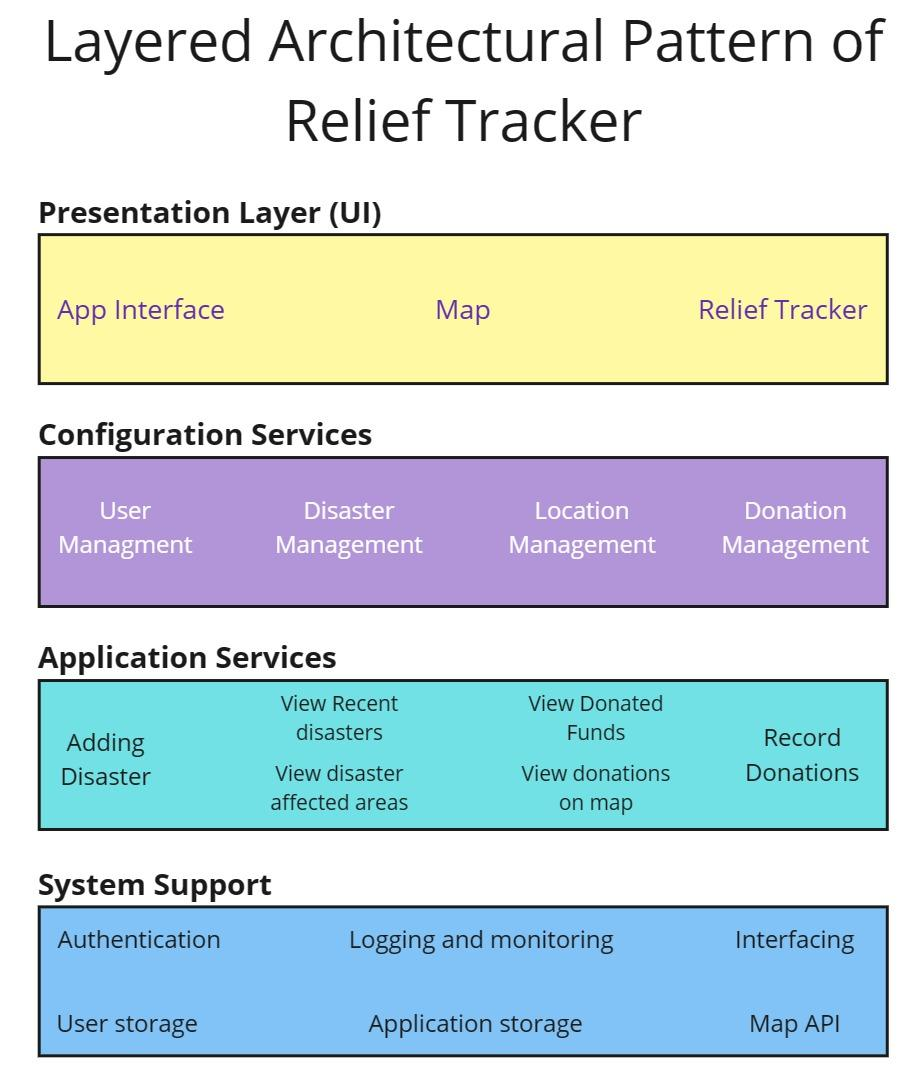 Layered Architectural Pattern of
Relief Tracker
Presentation Layer (UI)
App Interface
Map
Relief Tracker
Configuration Services
User
Managment
Disaster
Management
Location
Management
Donation
Management
Application Services
Adding
Disaster
View Recent
disasters
View disaster
affected areas
View Donated
Funds
View donations
on map
Record
Donations
System Support
Authentication
Logging and monitoring
Interfacing
User storage
Application storage
Map API